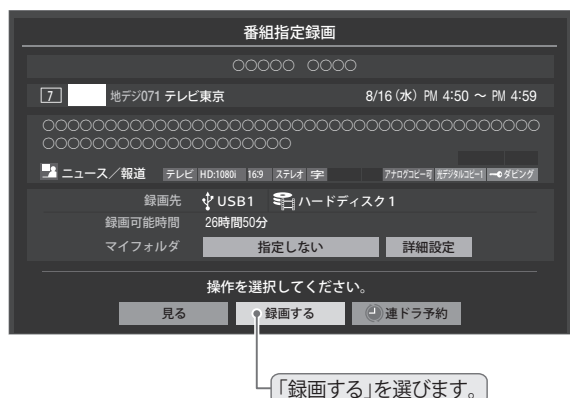 番組指定録画
○○○○○ ○○○○
7 地デジ071 テレビ東京 8/16(水) PM 4:50 ～ PM 4:59
○○○○○○○○○○○○○○○○○○○○○○○○○○○○○○○○○○○○○○○○
○○○○○○○○○○○○○○○○○○○○
ニュース/報道 テレビ HD:1080i 16:9 ステレオ 字 アナログコピー可 光デジタルコピー1 ダビング
録画先 USB1 ハードディスク1
録画可能時間 26時間50分
マイフォルダ 指定しない 詳細設定
操作を選択してください。
見る 録画する 連ドラ予約
「録画する」を選びます。